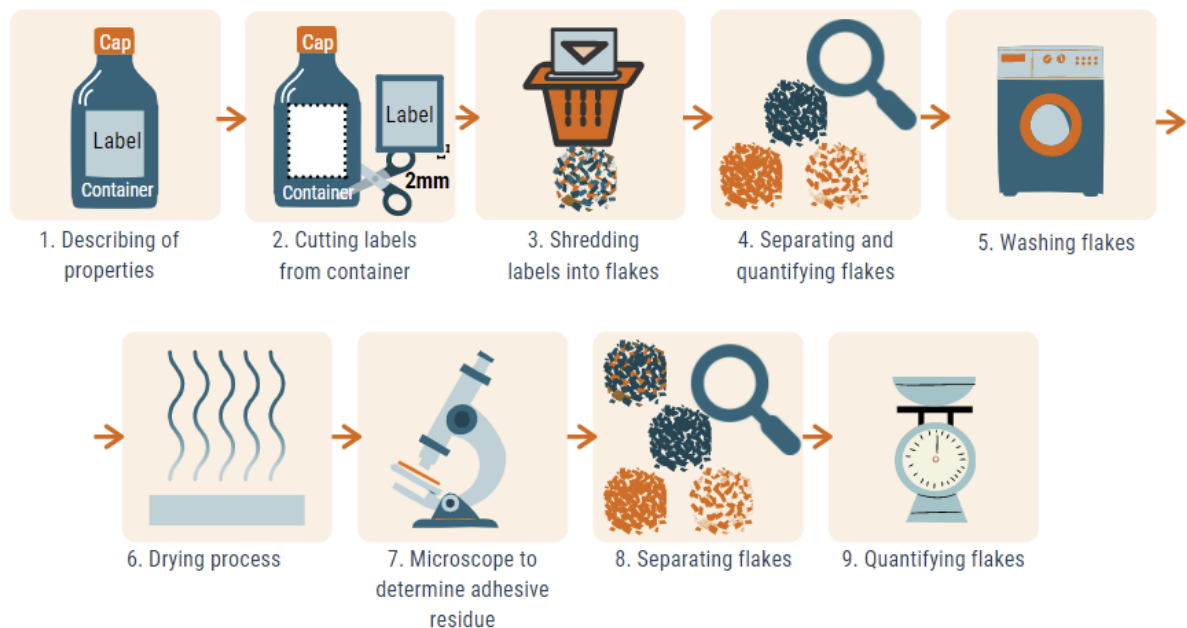 Cap
Label
Container
1. Describing of
properties
Cap
Label
Container
2mm
2. Cutting labels
from container
3. Shredding
labels into flakes
4. Separating and
quantifying flakes
5. Washing flakes
6. Drying process
7. Microscope to
determine adhesive
residue
8. Separating flakes
9. Quantifying flakes